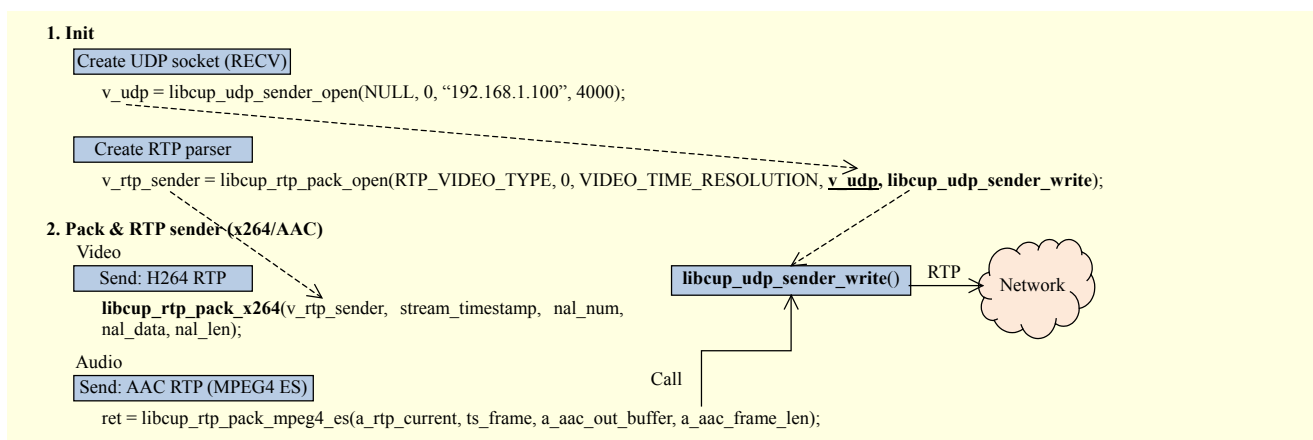 1. Init
Create UDP socket (RECV)
v_udp = libcup_udp_sender_open(NULL, 0, “192.168.1.100”, 4000);
Create RTP parser
v_rtp_sender = libcup_rtp_pack_open(RTP_VIDEO_TYPE, 0, VIDEO_TIME_RESOLUTION, v_udp, libcup_udp_sender_write);
2. Pack & RTP sender (x264/AAC)
Video
Send: H264 RTP
libcup_rtp_pack_x264(v_rtp_sender, stream_timestamp, nal_num,
nal_data, nal_len);
libcup_udp_sender_write()
RTP
Network
Audio
Send: AAC RTP (MPEG4 ES)
Call
ret = libcup_rtp_pack_mpeg4_es(a_rtp_current, ts_frame, a_aac_out_buffer, a_aac_frame_len);